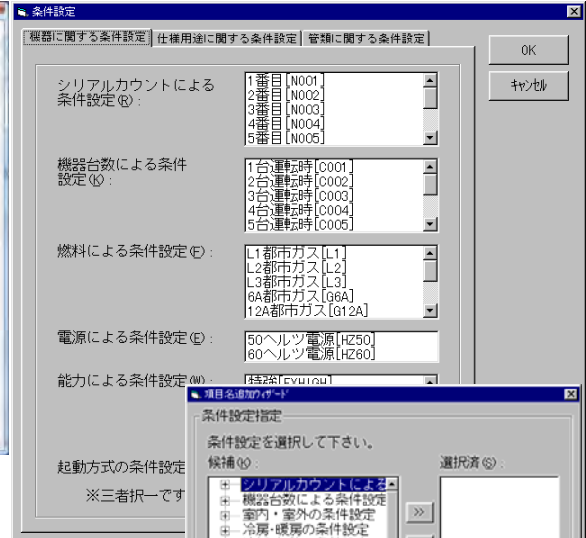 条件設定
機器に関する条件設定 仕様用途に関する条件設定 管類に関する条件設定
OK
ｷｬﾝｾﾙ
シリアルカウントによる
条件設定(R):
1番目[N001]
2番目[N002]
3番目[N003]
4番目[N004]
5番目[N005]
機器台数による条件
設定(K):
1台運転時[C001]
2台運転時[C002]
3台運転時[C003]
4台運転時[C004]
5台運転時[C005]
燃料による条件設定(F):
L1都市ガス[L1]
L2都市ガス[L2]
L3都市ガス[L3]
6A都市ガス[G6A]
12A都市ガス[G12A]
電源による条件設定(E):
50ヘルツ電源[HZ50]
60ヘルツ電源[HZ60]
能力による条件設定(W):
特強[EXHIGH]
起動方式の条件設定
※三者択一です
項目名追加ｳｨｻﾞｰﾄﾞ
条件設定指定
条件設定を選択して下さい。
候補(K):
選択済(S):
シリアルカウントによる
機器台数による条件設定
室内・室外の条件設定
冷房・暖房の条件設定
>>